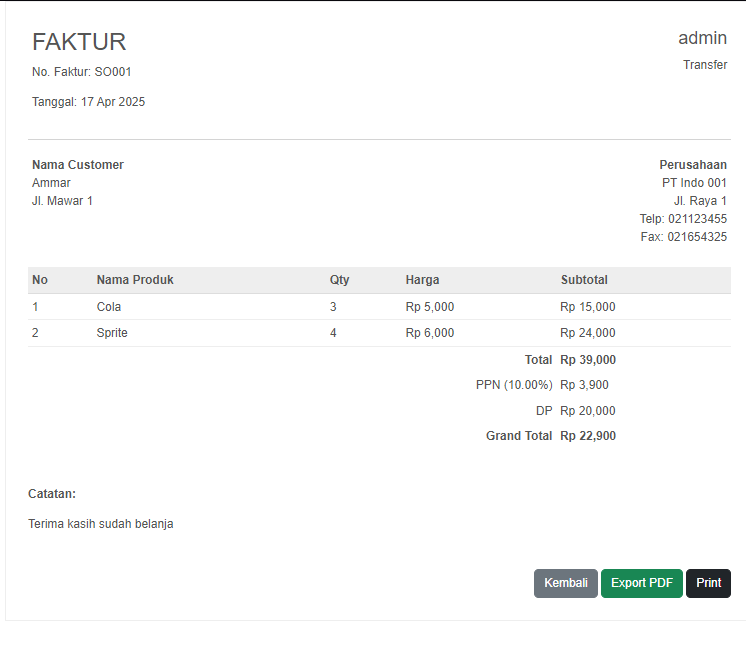 FAKTUR
admin
No. Faktur: SO001
Transfer
Tanggal: 17 Apr 2025
Nama Customer
Ammar
Jl. Mawar 1
Perusahaan
PT Indo 001
Jl. Raya 1
Telp: 021123455
Fax: 021654325
No Nama Produk Qty Harga Subtotal
1 Cola 3 Rp 5,000 Rp 15,000
2 Sprite 4 Rp 6,000 Rp 24,000
Total Rp 39,000
PPN (10.00%) Rp 3,900
DP Rp 20,000
Grand Total Rp 22,900
Catatan:
Terima kasih sudah belanja
Kembali Export PDF Print